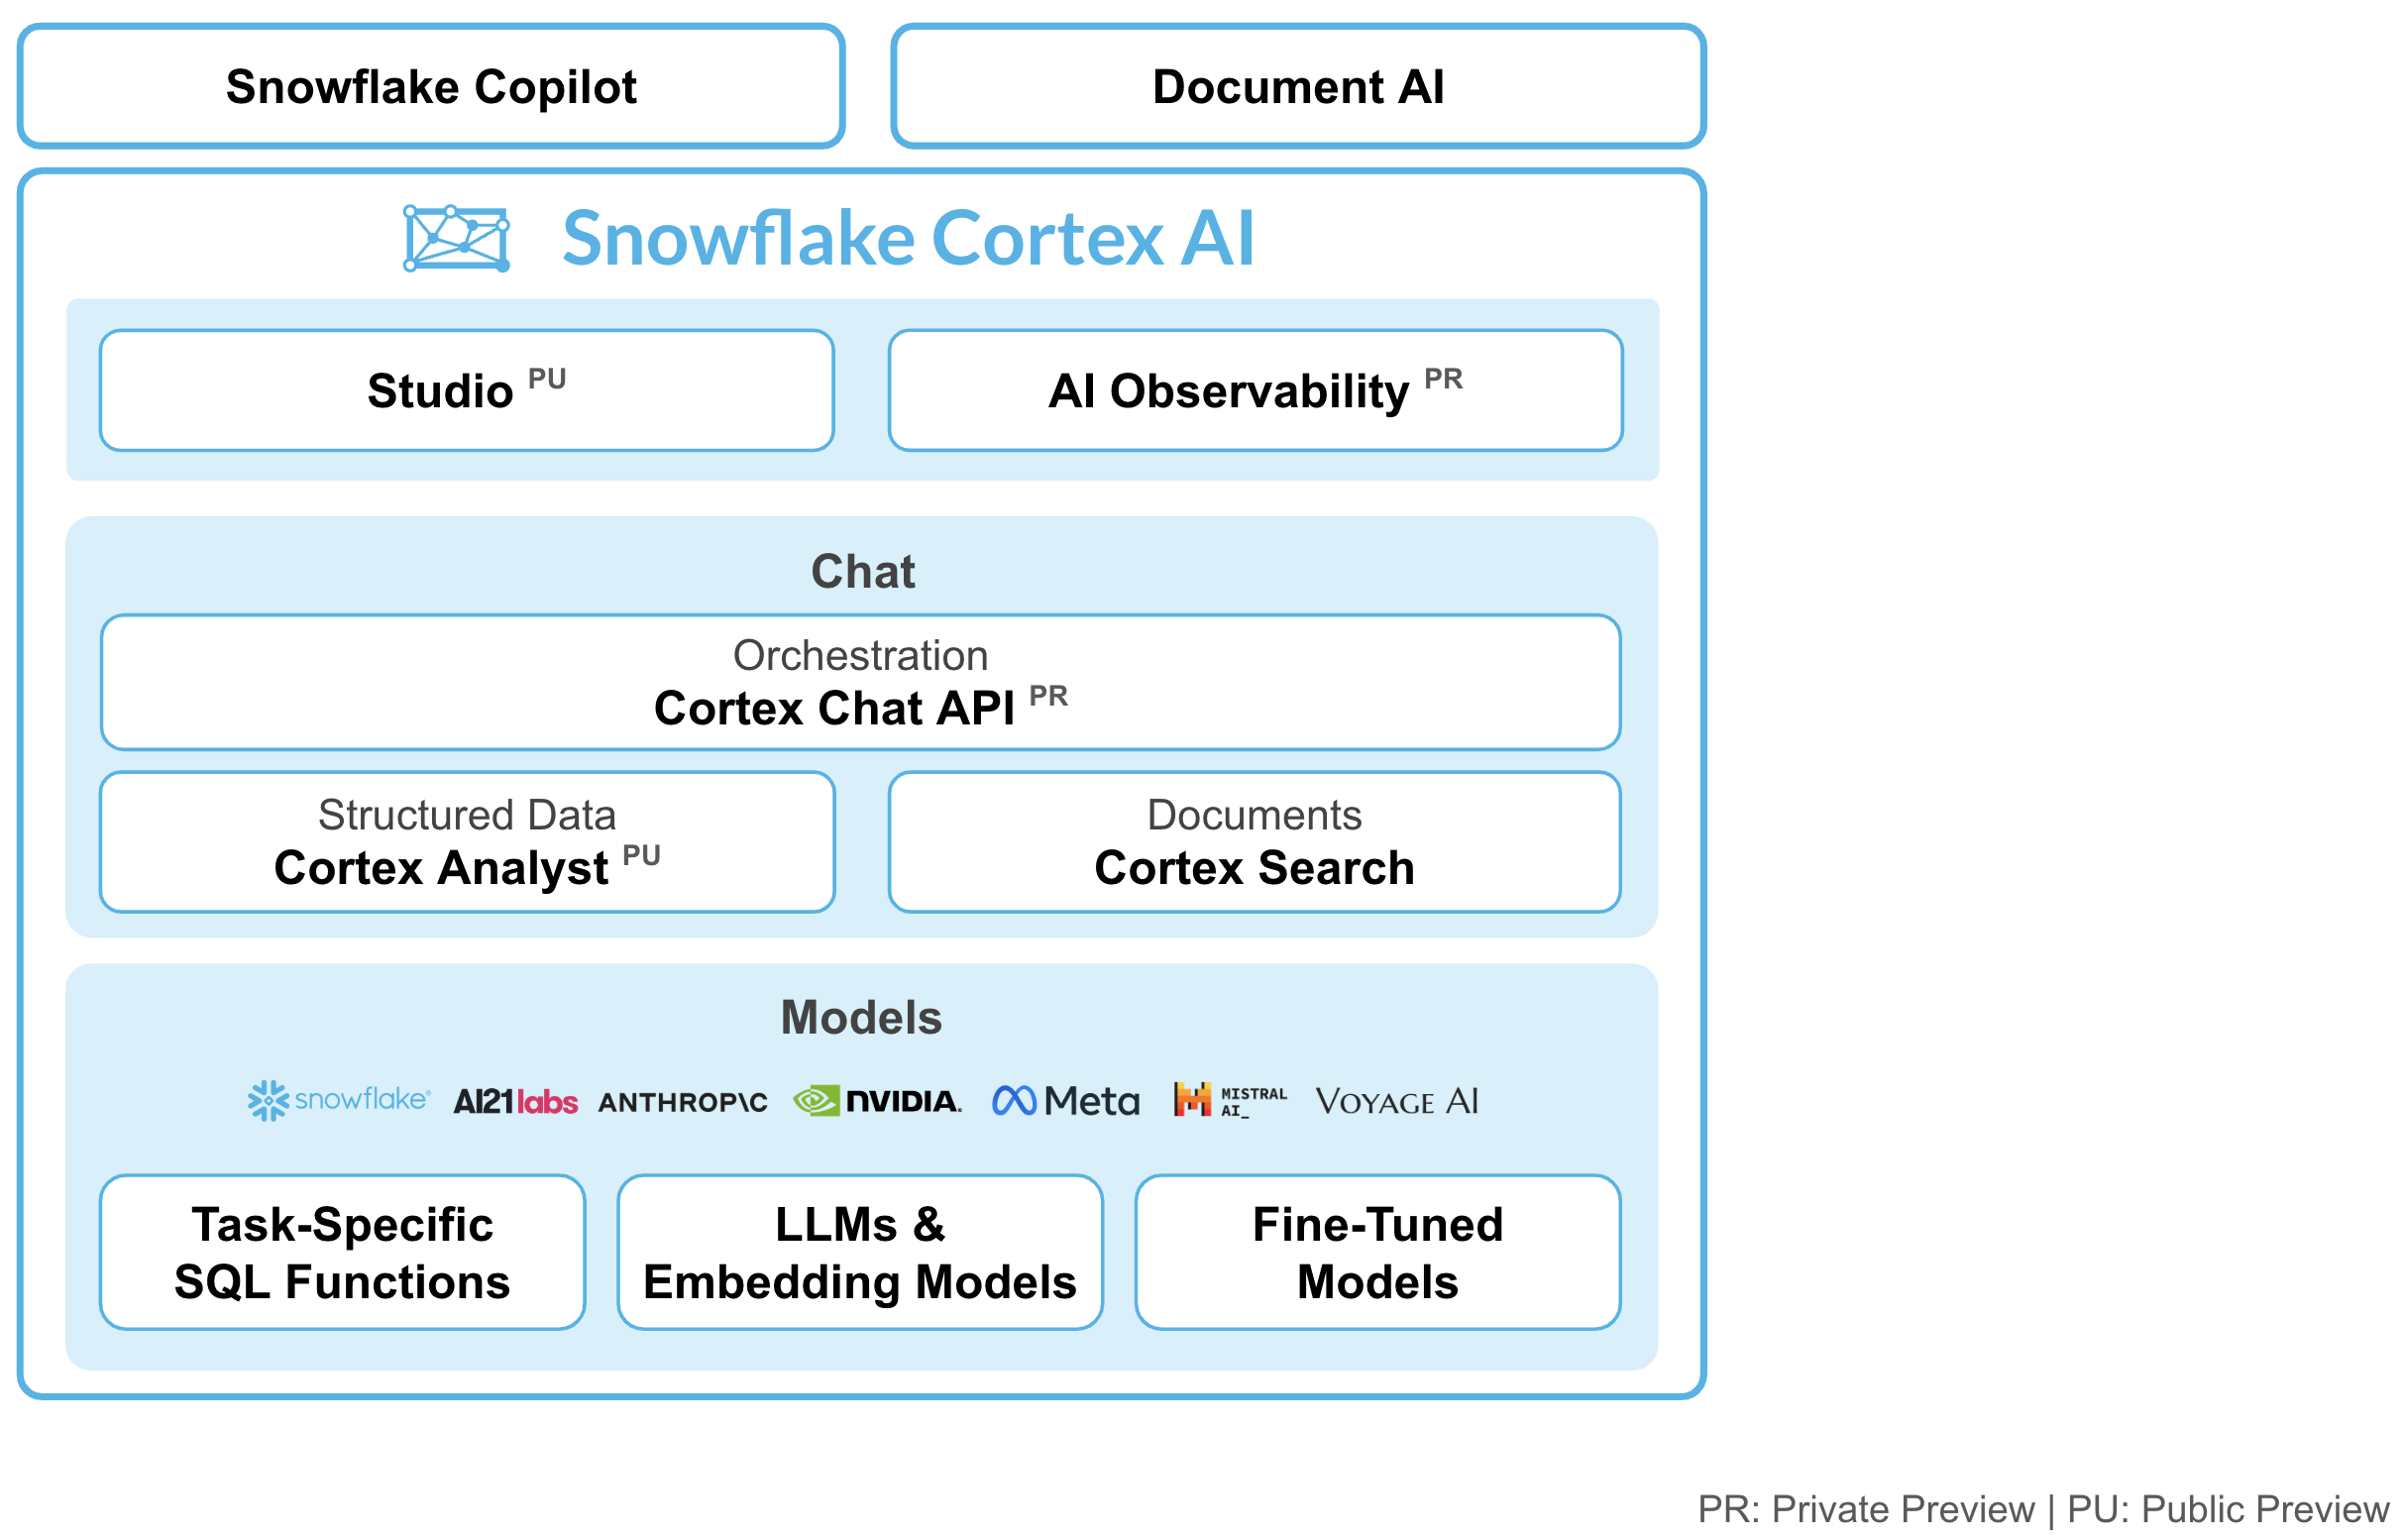 Snowflake Copilot
Document AI
Snowflake Cortex AI
Studio PU
AI Observability PR
Chat
Orchestration
Cortex Chat API PR
Structured Data
Cortex Analyst PU
Documents
Cortex Search
Models
snowflake®
AI21labs
ANTHROP\C
NVIDIA.
Meta
MISTRAL
AI_
VOYAGE AI
Task-Specific
SQL Functions
LLMs &
Embedding Models
Fine-Tuned
Models
PR: Private Preview | PU: Public Preview